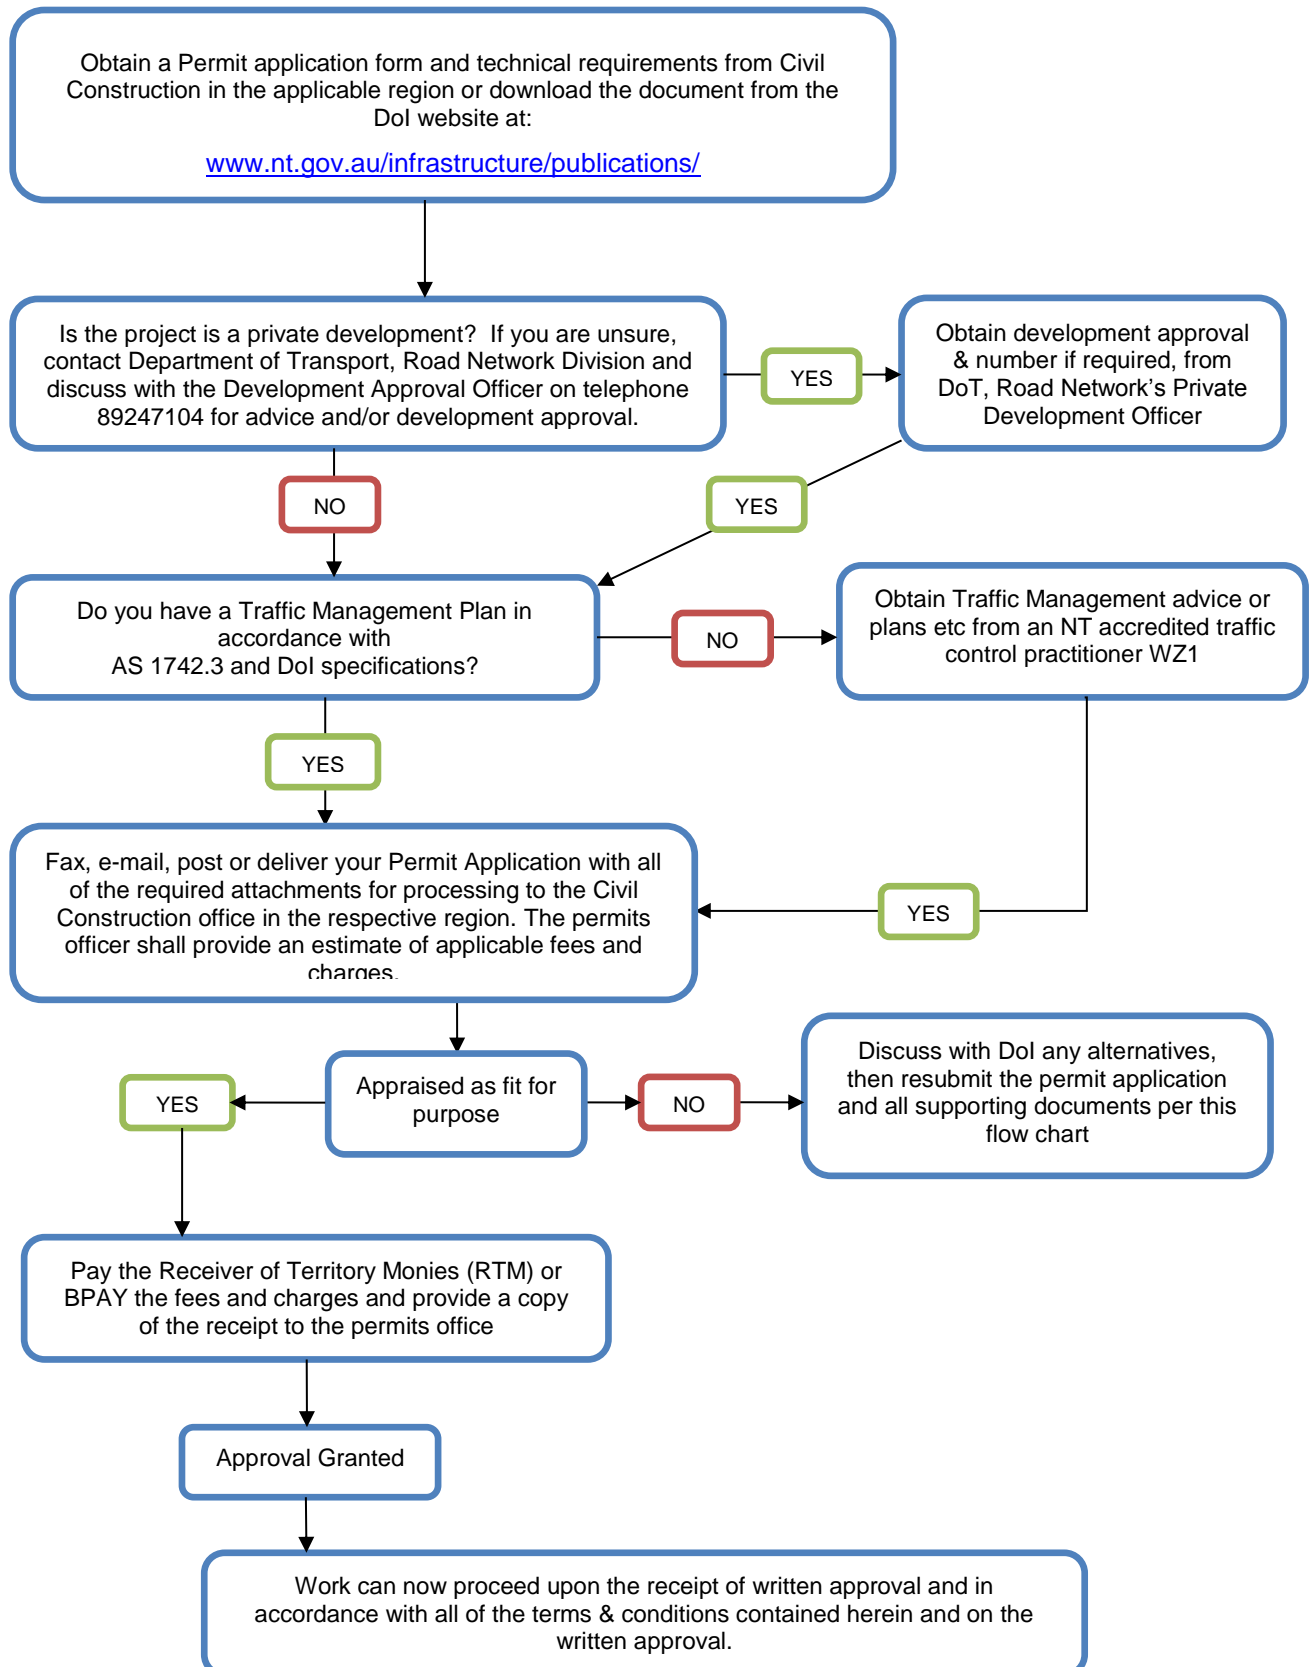 Obtain a Permit application form and technical requirements from Civil
Construction in the applicable region or download the document from the
DoI website at:
www.nt.gov.au/infrastructure/publications/
Is the project is a private development?  If you are unsure,
contact Department of Transport, Road Network Division and
discuss with the Development Approval Officer on telephone
89247104 for advice and/or development approval.
YES
Obtain development approval
& number if required, from
DoT, Road Network’s Private
Development Officer
NO
YES
Do you have a Traffic Management Plan in
accordance with
AS 1742.3 and DoI specifications?
NO
Obtain Traffic Management advice or
plans etc from an NT accredited traffic
control practitioner WZ1
YES
Fax, e-mail, post or deliver your Permit Application with all
of the required attachments for processing to the Civil
Construction office in the respective region. The permits
officer shall provide an estimate of applicable fees and
charges.
YES
Appraised as fit for
purpose
YES
NO
Discuss with DoI any alternatives,
then resubmit the permit application
and all supporting documents per this
flow chart
Pay the Receiver of Territory Monies (RTM) or
BPAY the fees and charges and provide a copy
of the receipt to the permits office
Approval Granted
Work can now proceed upon the receipt of written approval and in
accordance with all of the terms & conditions contained herein and on the
written approval.